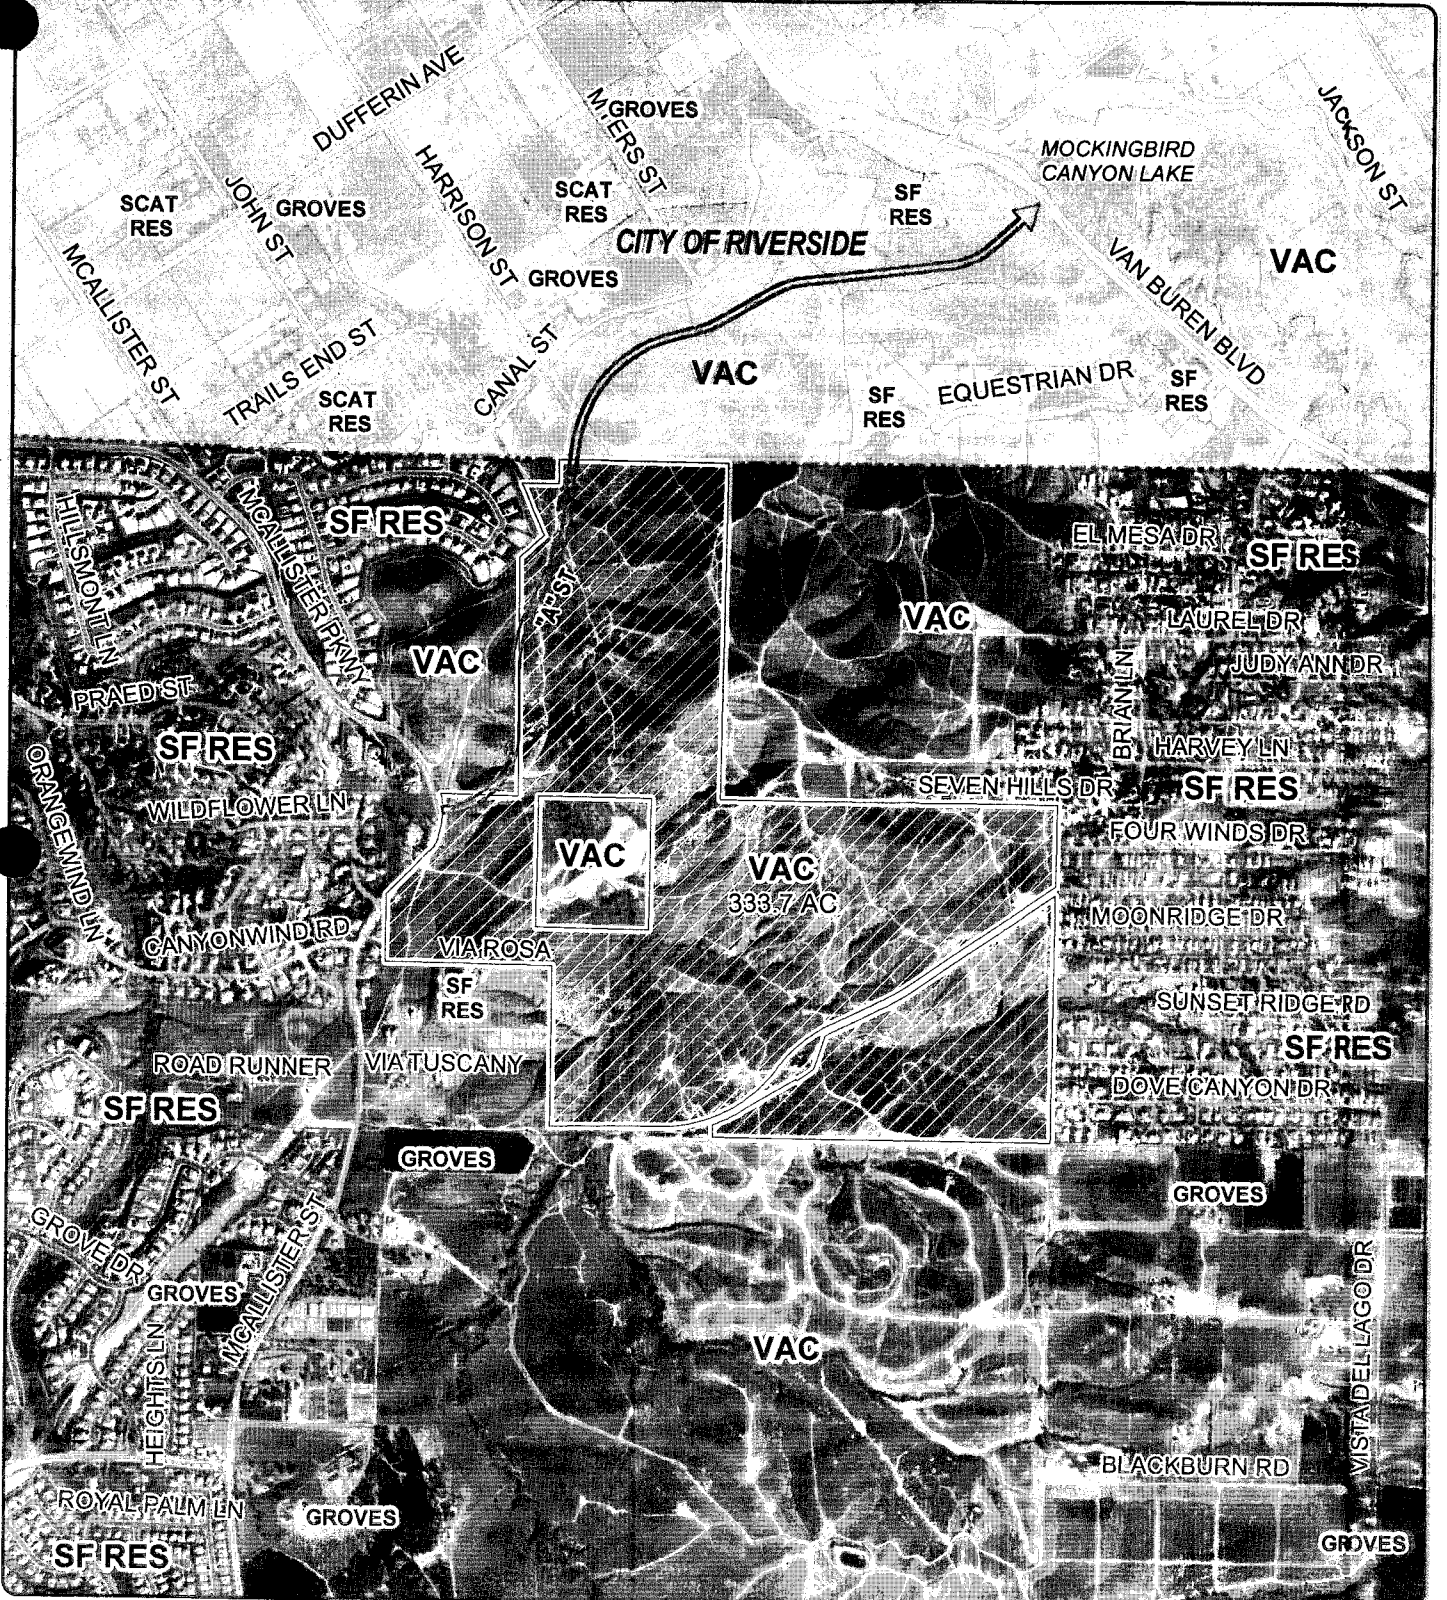 DUFFERIN AVE
GROVES
MYERS ST
JACKSON ST
MOCKINGBIRD
CANYON LAKE
HARRISON ST
JOHN ST
SCAT
RES
GROVES
SCAT
RES
SF
RES
CITY OF RIVERSIDE
MCALLISTER ST
GROVES
VAN BUREN BLVD
VAC
TRAILS END ST
CANAL ST
VAC
SCAT
RES
SF
RES
EQUESTRIAN DR
SF
RES
HILLSMONT LN
MCALLISTER PKWY
SF RES
"A" ST
EL MESA DR
SF RES
VAC
LAUREL DR
VAC
JUDY ANN DR
PRAED ST
BRIAN LN
SF RES
HARVEY LN
ORANGEWIND LN
WILDFLOWER LN
SEVEN HILLS DR
SF RES
FOUR WINDS DR
VAC
VAC
333.7 AC
MOONRIDGE DR
CANYONWIND RD
VIA ROSA
SF
RES
SUNSET RIDGE RD
SF RES
ROAD RUNNER
VIA TUSCANY
DOVE CANYON DR
SF RES
GROVES
GROVES
GROVE DR
MCALLISTER ST
GROVES
HEIGHTS LN
VAC
VISTA DEL LAGO DR
BLACKBURN RD
ROYAL PALM LN
GROVES
GROVES
SF RES